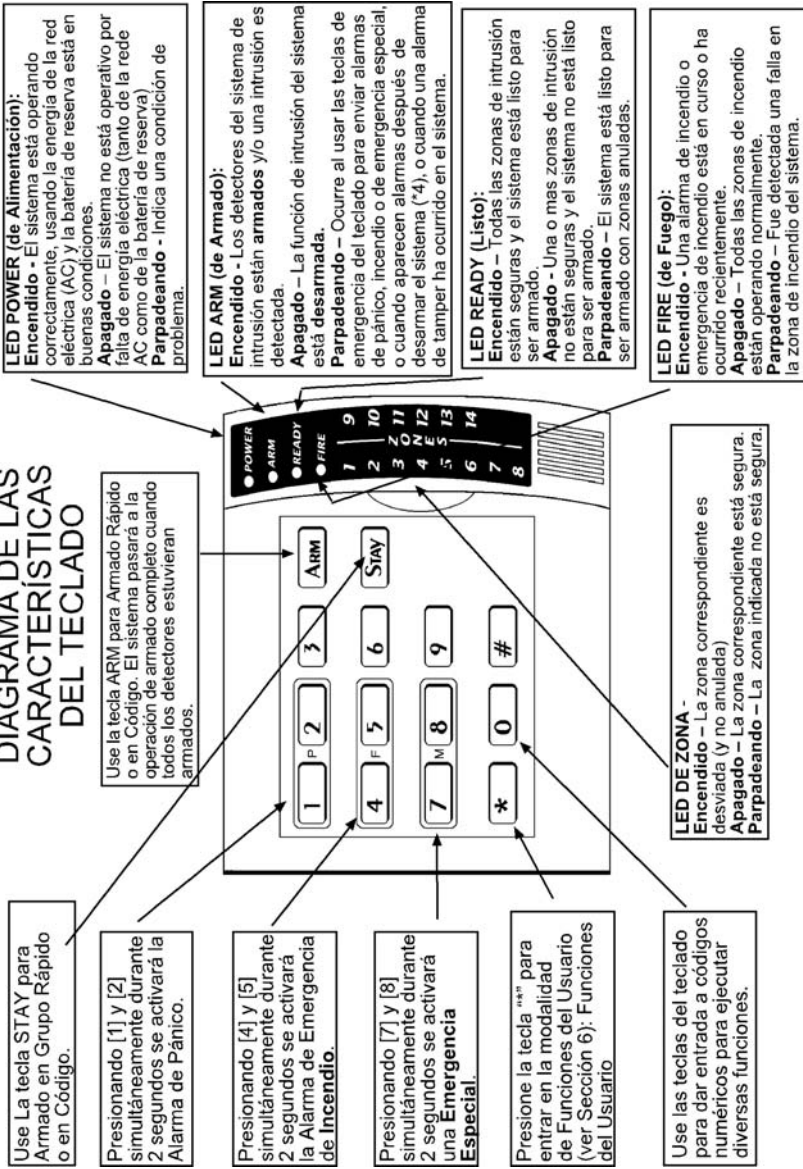 DIAGRAMA DE LAS
CARACTERÍSTICAS
DEL TECLADO
Use La tecla STAY para
Armado en Grupo Rápido
o en Código.
Presionando [1] y [2]
simultáneamente durante
2 segundos se activará la
Alarma de Pánico.
Presionando [4] y [5]
simultáneamente durante
2 segundos se activará
la Alarma de Emergencia
de Incendio.
Presionando [7] y [8]
simultáneamente durante
2 segundos se activará
una Emergencia
Especial.
Presione la tecla "*" para
entrar en la modalidad
de Funciones del Usuario
(ver Sección 6): Funciones
del Usuario
Use las teclas del teclado
para dar entrada a códigos
numéricos para ejecutar
diversas funciones.
Use la tecla ARM para Armado Rápido
o en Código. El sistema pasará a la
operación de armado completo cuando
todos los detectores estuvieran
armados.
1 P 2 3 ARM
4 F 5 6 STAY
7 M 8 9
* 0 #
POWER
ARM
READY
FIRE
ZONES
1 9
2 10
3 11
4 12
5 13
6 14
7
8
LED DE ZONA -
Encendido – La zona correspondiente es
desviada (y no anulada)
Apagado – La zona correspondiente está segura.
Parpadeando – La zona indicada no está segura.
LED POWER (de Alimentación):
Encendido - El sistema está operando
correctamente, usando la energía de la red
eléctrica (AC) y la batería de reserva está en
buenas condiciones.
Apagado – El sistema no está operativo por
falta de energía eléctrica (tanto de la rede
AC como de la batería de reserva)
Parpadeando - Indica una condición de
problema.
LED ARM (de Armado):
Encendido - Los detectores del sistema de
intrusión están armados y/o una intrusión es
detectada.
Apagado – La función de intrusión del sistema
está desarmada.
Parpadeando – Ocurre al usar las teclas de
emergencia del teclado para enviar alarmas
de pánico, incendio o de emergencia especial,
o cuando aparecen alarmas después de
desarmar el sistema (*4), o cuando una alarma
de tamper ha ocurrido en el sistema.
LED READY (Listo):
Encendido – Todas las zonas de intrusión
están seguras y el sistema está listo para
ser armado.
Apagado - Una o mas zonas de intrusión
no están seguras y el sistema no está listo
para ser armado.
Parpadeando – El sistema está listo para
ser armado con zonas anuladas.
LED FIRE (de Fuego):
Encendido - Una alarma de incendio o
emergencia de incendio está en curso o ha
ocurrido recientemente.
Apagado – Todas las zonas de incendio
están operando normalmente.
Parpadeando – Fue detectada una falla en
la zona de incendio del sistema.